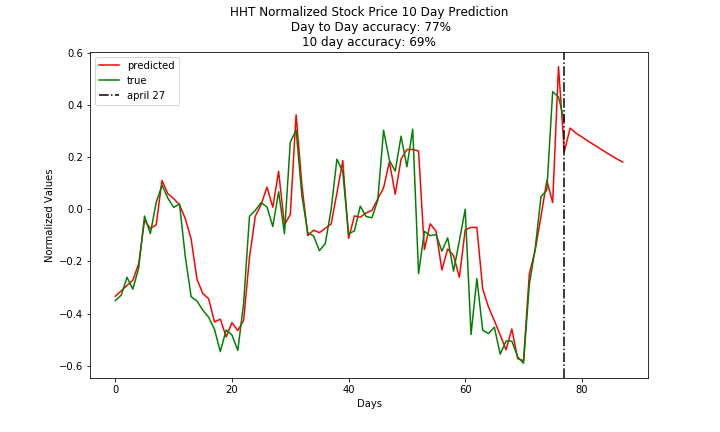 HHT Normalized Stock Price 10 Day Prediction
Day to Day accuracy: 77%
10 day accuracy: 69%
predicted
true
april 27
Normalized Values
0.6
0.4
0.2
0.0
−0.2
−0.4
−0.6
0
20
40
60
80
Days